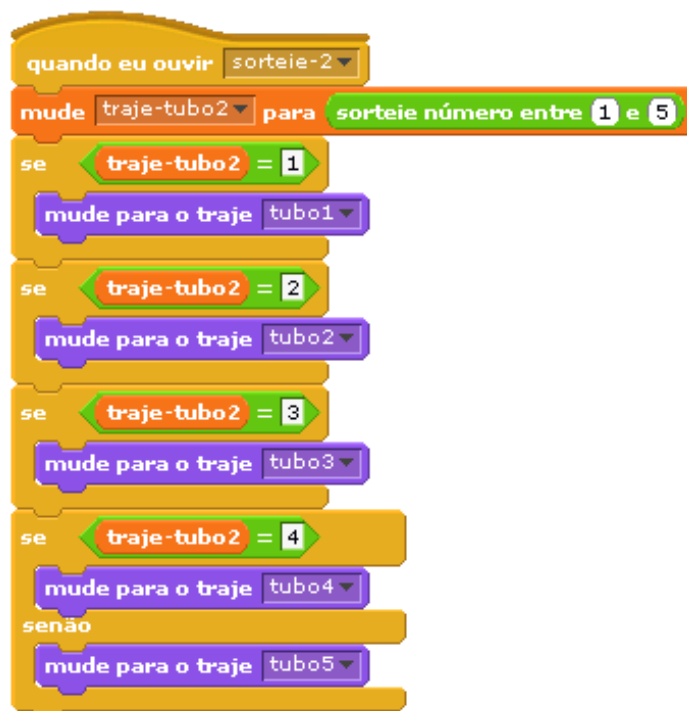 quando eu ouvir sorteie-2
mude traje-tubo2 para sorteie número entre 1 e 5
se traje-tubo2 = 1
mude para o traje tubo1
se traje-tubo2 = 2
mude para o traje tubo2
se traje-tubo2 = 3
mude para o traje tubo3
se traje-tubo2 = 4
mude para o traje tubo4
senão
mude para o traje tubo5